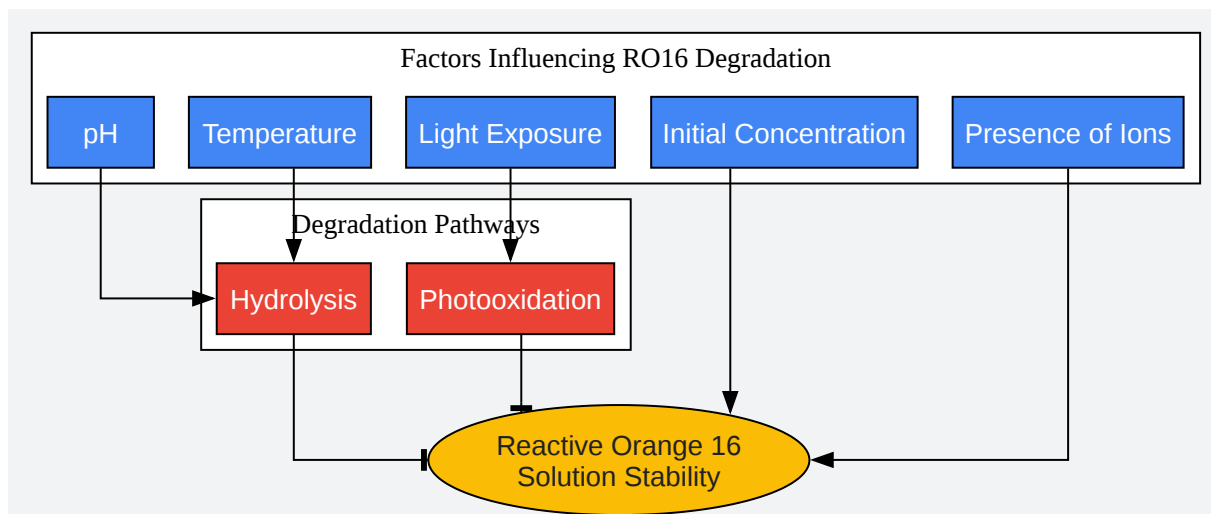 Factors Influencing RO16 Degradation
pH
Temperature
Light Exposure
Initial Concentration
Presence of Ions
Degradation Pathways
Hydrolysis
Photooxidation
Reactive Orange 16
Solution Stability